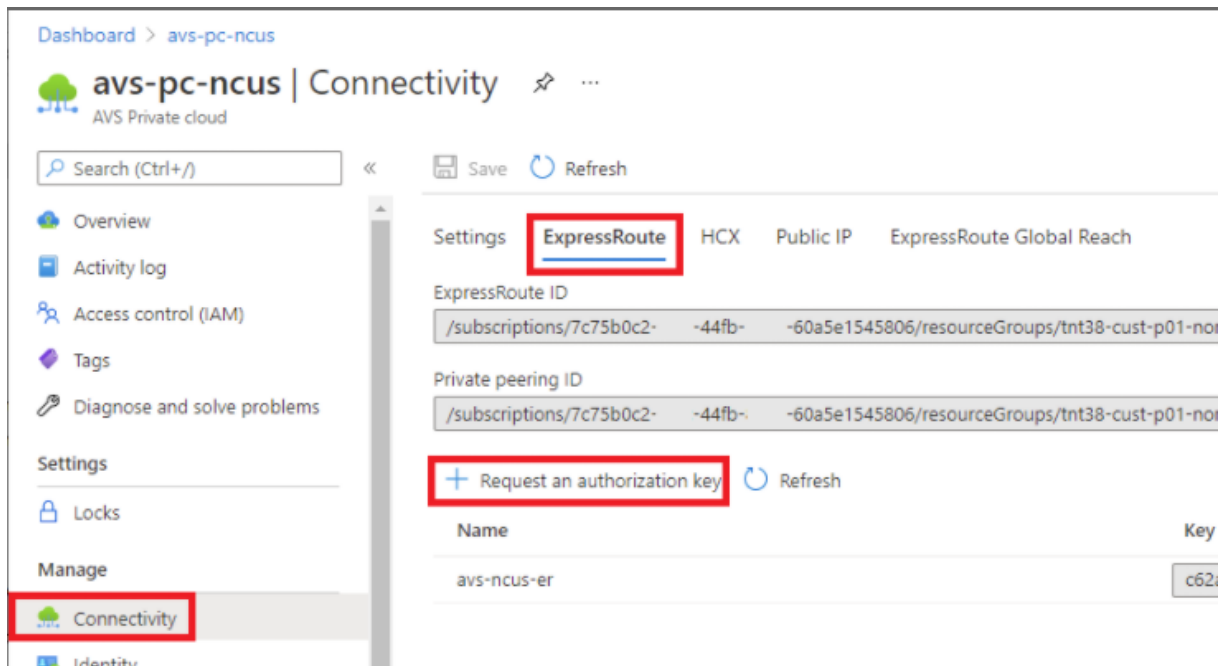 Dashboard > avs-pc-ncus
avs-pc-ncus | Connectivity ...
AVS Private cloud
Search (Ctrl+/) «
Overview
Activity log
Access control (IAM)
Tags
Diagnose and solve problems
Settings
Locks
Manage
Connectivity
Identity
Save Refresh
Settings ExpressRoute HCX Public IP ExpressRoute Global Reach
ExpressRoute ID
/subscriptions/7c75b0c2- -44fb- -60a5e1545806/resourceGroups/tnt38-cust-p01-nor
Private peering ID
/subscriptions/7c75b0c2- -44fb- -60a5e1545806/resourceGroups/tnt38-cust-p01-nor
+ Request an authorization key Refresh
Name Key
avs-ncus-er c62a